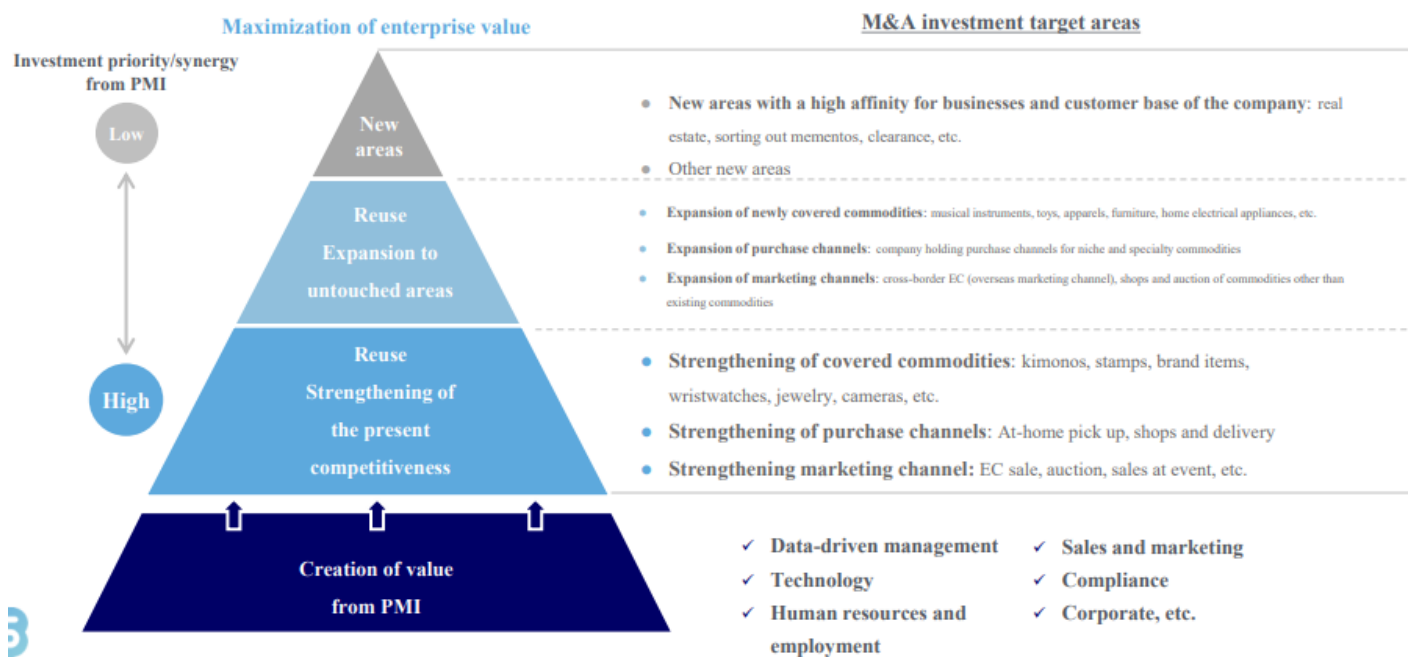 Maximization of enterprise value
M&A investment target areas
Investment priority/synergy
from PMI
Low
High
New
areas
● New areas with a high affinity for businesses and customer base of the company: real
estate, sorting out mementos, clearance, etc.
● Other new areas
Reuse
Expansion to
untouched areas
● Expansion of newly covered commodities: musical instruments, toys, apparels, furniture, home electrical appliances, etc.
● Expansion of purchase channels: company holding purchase channels for niche and specialty commodities
● Expansion of marketing channels: cross-border EC (overseas marketing channel), shops and auction of commodities other than
existing commodities
Reuse
Strengthening of
the present
competitiveness
● Strengthening of covered commodities: kimonos, stamps, brand items,
wristwatches, jewelry, cameras, etc.
● Strengthening of purchase channels: At-home pick up, shops and delivery
● Strengthening marketing channel: EC sale, auction, sales at event, etc.
Creation of value
from PMI
✓ Data-driven management
✓ Technology
✓ Human resources and
employment
✓ Sales and marketing
✓ Compliance
✓ Corporate, etc.